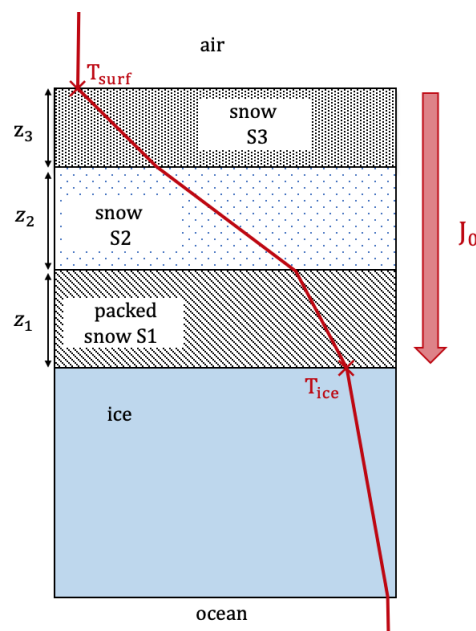 air
T_surf
z_3
snow
S3
z_2
snow
S2
J_0
z_1
packed
snow S1
T_ice
ice
ocean